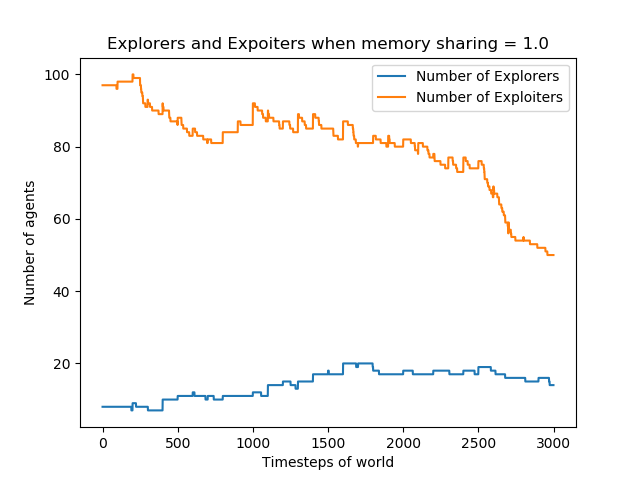 Explorers and Expoiters when memory sharing = 1.0
Number of Explorers
Number of Exploiters
100
80
60
40
20
Number of agents
0 500 1000 1500 2000 2500 3000
Timesteps of world